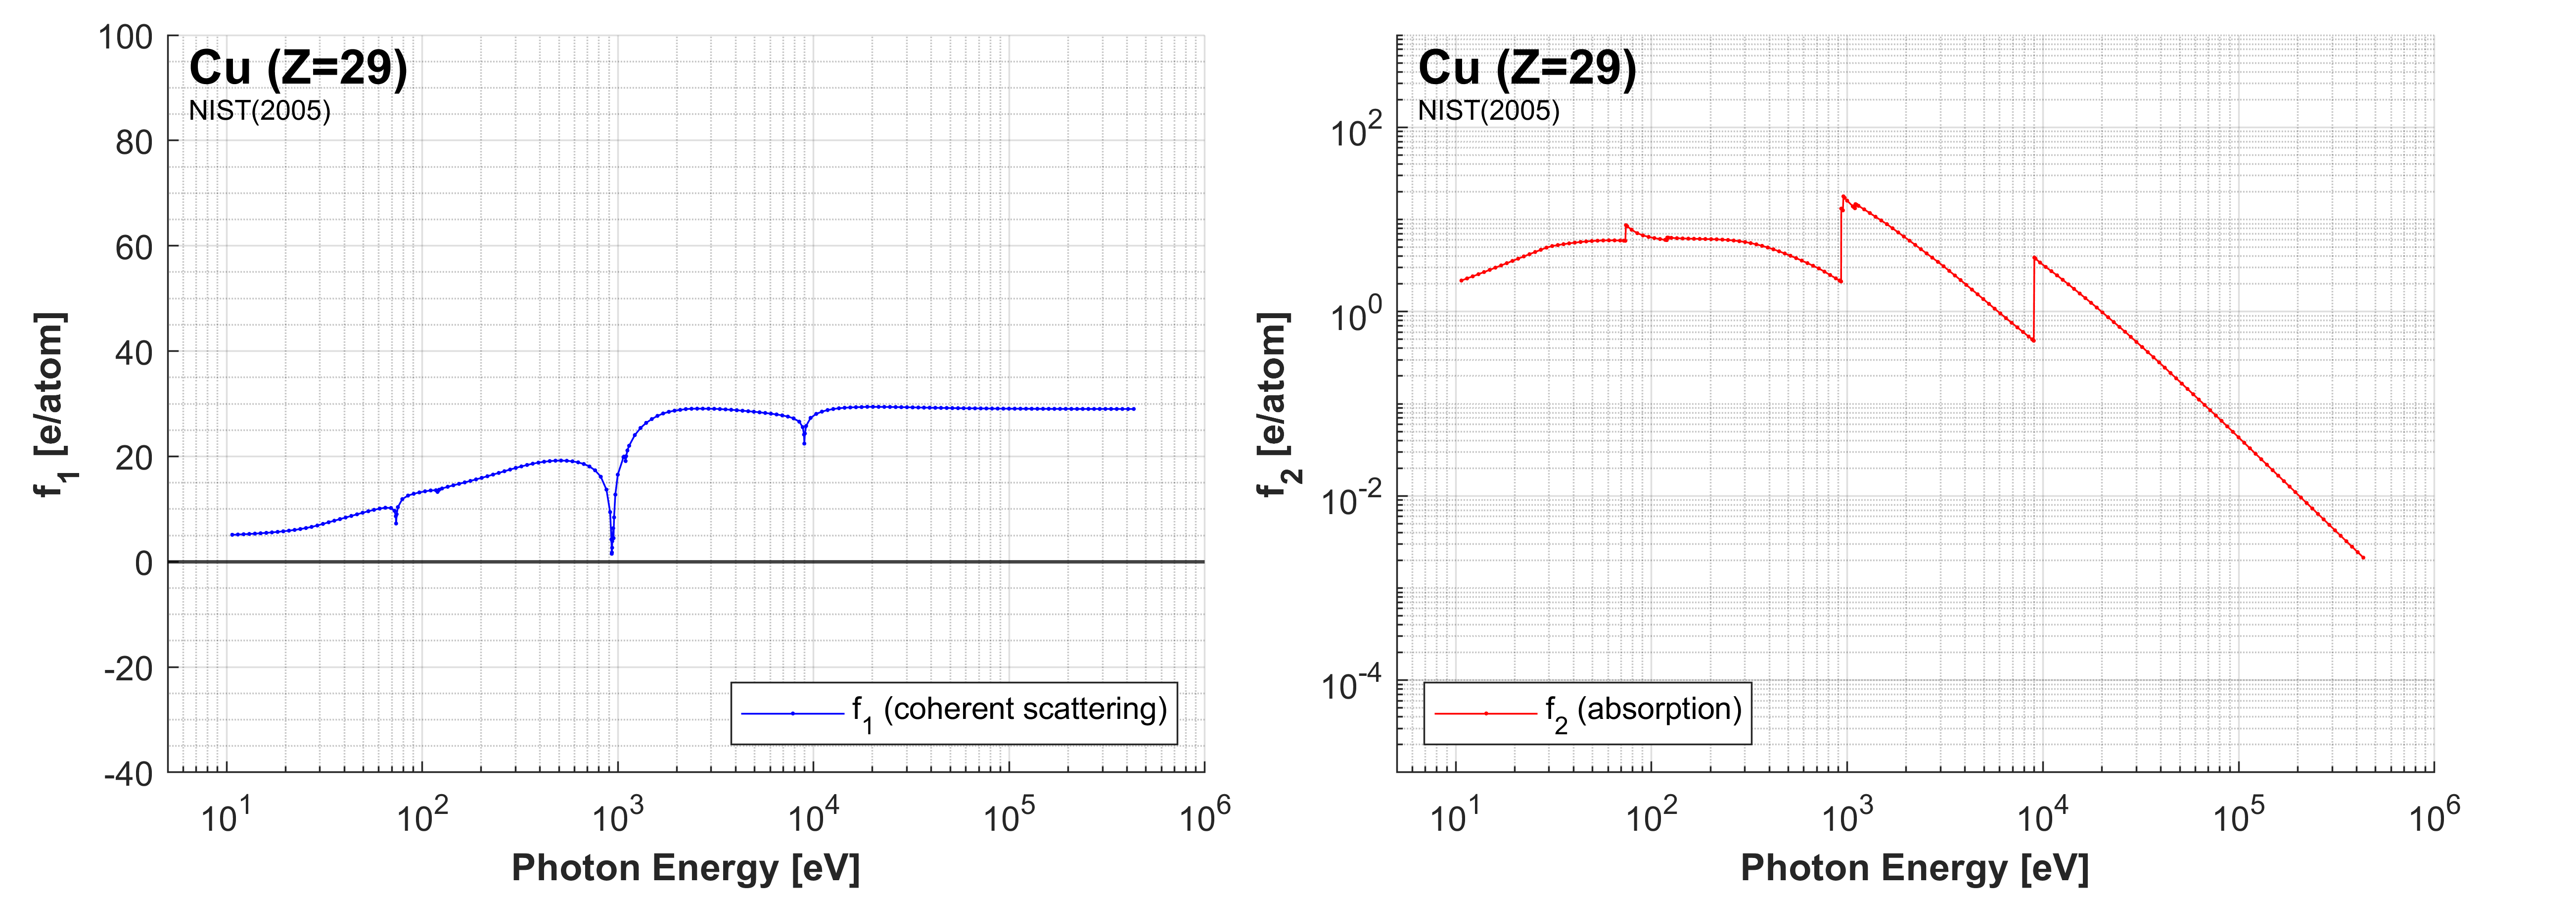 Cu (Z=29)
NIST(2005)
100
80
60
40
20
0
-20
-40
f1 [e/atom]
f1 (coherent scattering)
10^1 10^2 10^3 10^4 10^5 10^6
Photon Energy [eV]
Cu (Z=29)
NIST(2005)
10^2
10^0
10^-2
10^-4
f2 [e/atom]
f2 (absorption)
10^1 10^2 10^3 10^4 10^5 10^6
Photon Energy [eV]